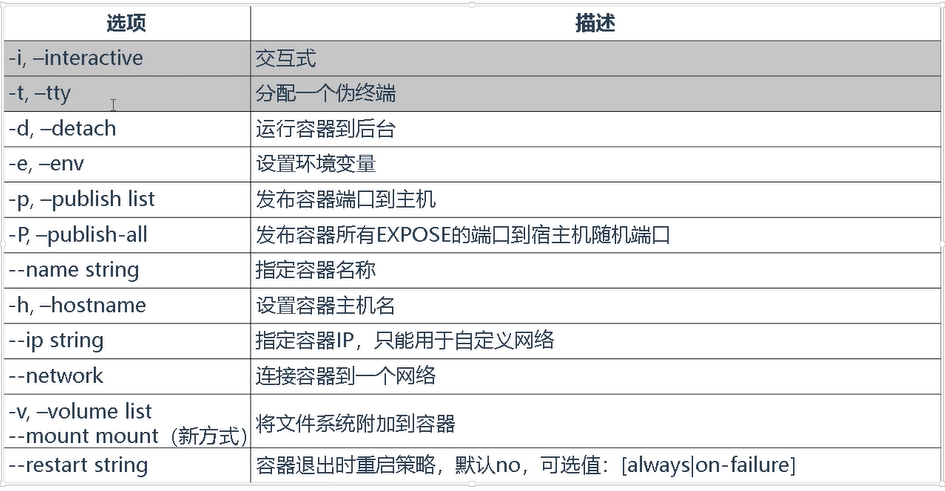 选项 描述
-i, –interactive 交互式
-t, –tty 分配一个伪终端
-d, –detach 运行容器到后台
-e, –env 设置环境变量
-p, –publish list 发布容器端口到主机
-P, –publish-all 发布容器所有EXPOSE的端口到宿主机随机端口
--name string 指定容器名称
-h, –hostname 设置容器主机名
--ip string 指定容器IP，只能用于自定义网络
--network 连接容器到一个网络
-v, –volume list
--mount mount（新方式） 将文件系统附加到容器
--restart string 容器退出时重启策略，默认no，可选值：[always|on-failure]